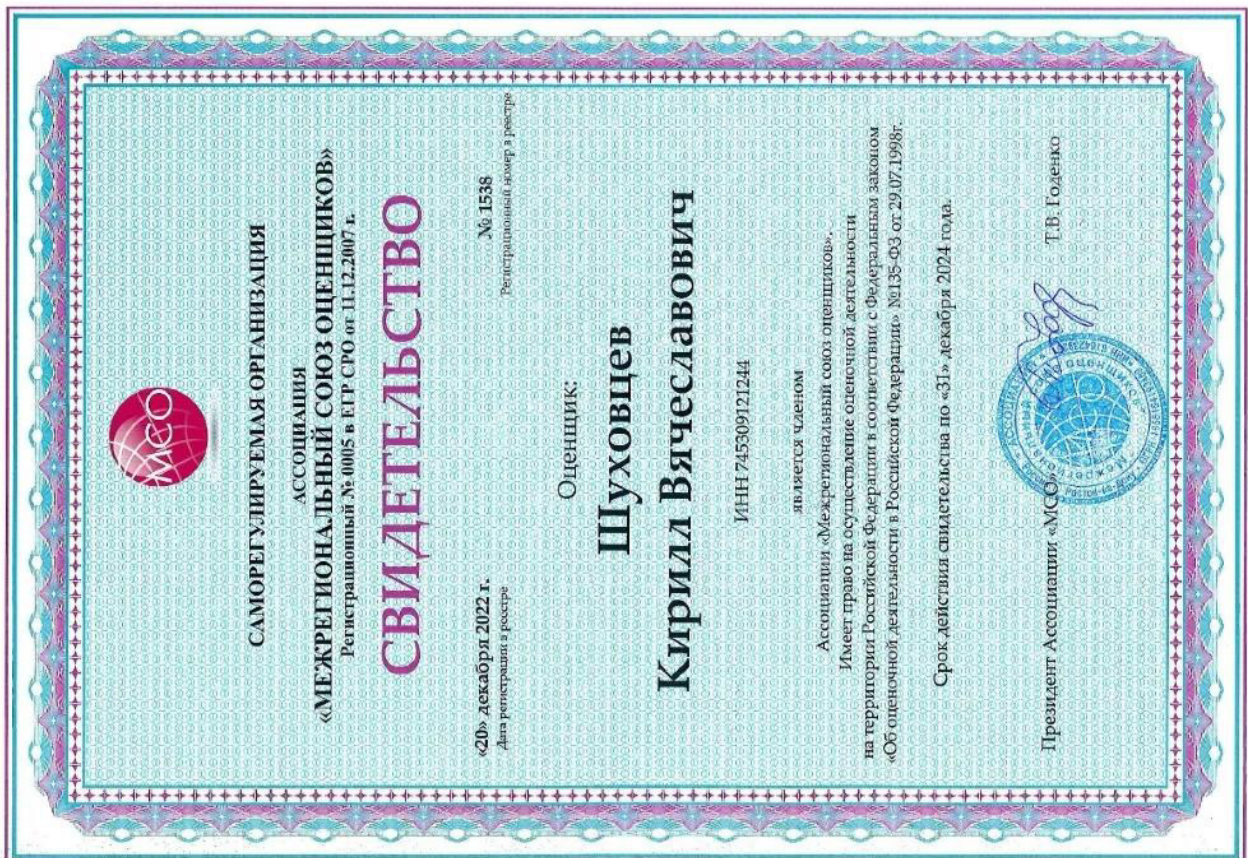 МСО
САМОРЕГУЛИРУЕМАЯ ОРГАНИЗАЦИЯ
АССОЦИАЦИЯ
«МЕЖРЕГИОНАЛЬНЫЙ СОЮЗ ОЦЕНЩИКОВ»
Регистрационный № 0005 в ЕГР СРО от 11.12.2007 г.
СВИДЕТЕЛЬСТВО
«20» декабря 2022 г. № 1538
Дата регистрации в реестре Регистрационный номер в реестре
Оценщик:
Шуховцев
Кирилл Вячеславович
ИНН 745309121244
является членом
Ассоциации «Межрегиональный союз оценщиков».
Имеет право на осуществление оценочной деятельности
на территории Российской Федерации в соответствии с Федеральным законом
«Об оценочной деятельности в Российской Федерации» №135-ФЗ от 29.07.1998г.
Срок действия свидетельства по «31» декабря 2024 года.
Президент Ассоциации «МСО» Т.В. Годенко